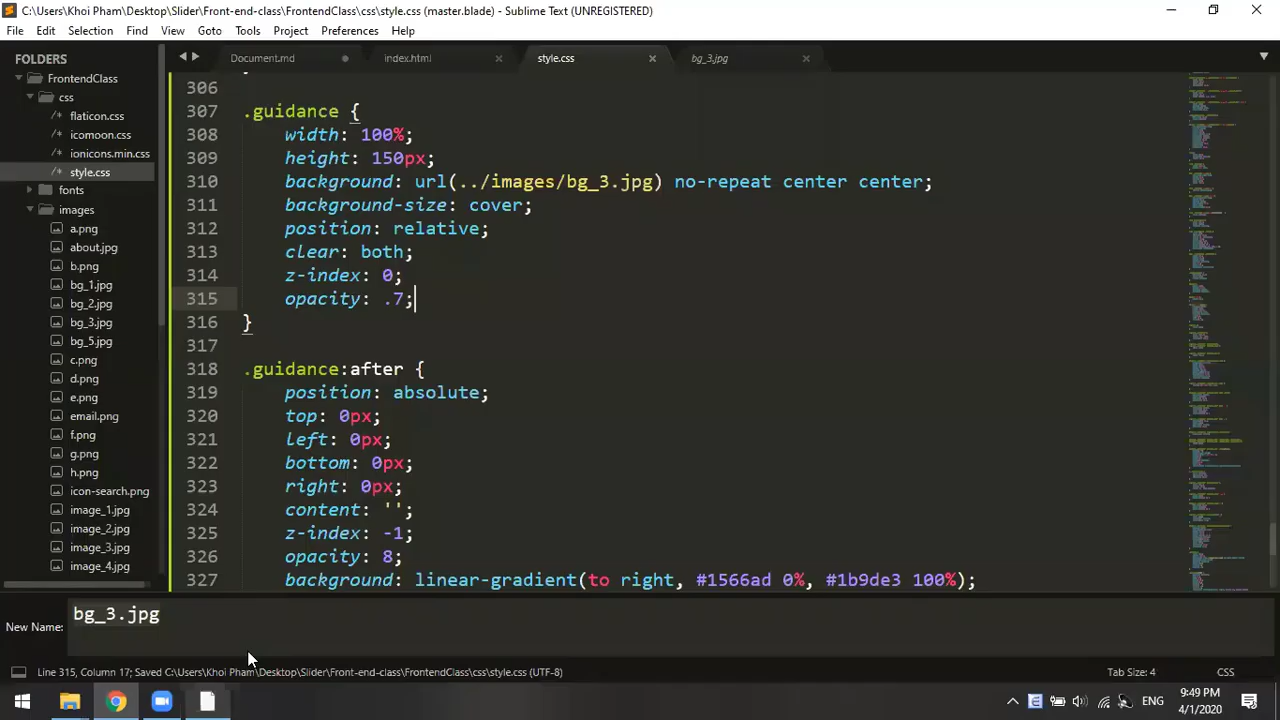 C:\Users\Khoi Pham\Desktop\Slider\Front-end-class\FrontendClass\css\style.css (master.blade) - Sublime Text (UNREGISTERED)
File Edit Selection Find View Goto Tools Project Preferences Help
FOLDERS
FrontendClass
css
/* flaticon.css
/* icomoon.css
/* ionicons.min.css
/* style.css
fonts
images
a.png
about.jpg
b.png
bg_1.jpg
bg_2.jpg
bg_3.jpg
bg_5.jpg
c.png
d.png
e.png
email.png
f.png
g.png
h.png
icon-search.png
image_1.jpg
image_2.jpg
image_3.jpg
image_4.jpg
Document.md index.html style.css bg_3.jpg
306
307 .guidance {
308 width: 100%;
309 height: 150px;
310 background: url(../images/bg_3.jpg) no-repeat center center;
311 background-size: cover;
312 position: relative;
313 clear: both;
314 z-index: 0;
315 opacity: .7;
316 }
317
318 .guidance:after {
319 position: absolute;
320 top: 0px;
321 left: 0px;
322 bottom: 0px;
323 right: 0px;
324 content: '';
325 z-index: -1;
326 opacity: 8;
327 background: linear-gradient(to right, #1566ad 0%, #1b9de3 100%);
New Name: bg_3.jpg
Line 315, Column 17; Saved C:\Users\Khoi Pham\Desktop\Slider\Front-end-class\FrontendClass\css\style.css (UTF-8) Tab Size: 4 CSS
ENG
9:49 PM
4/1/2020